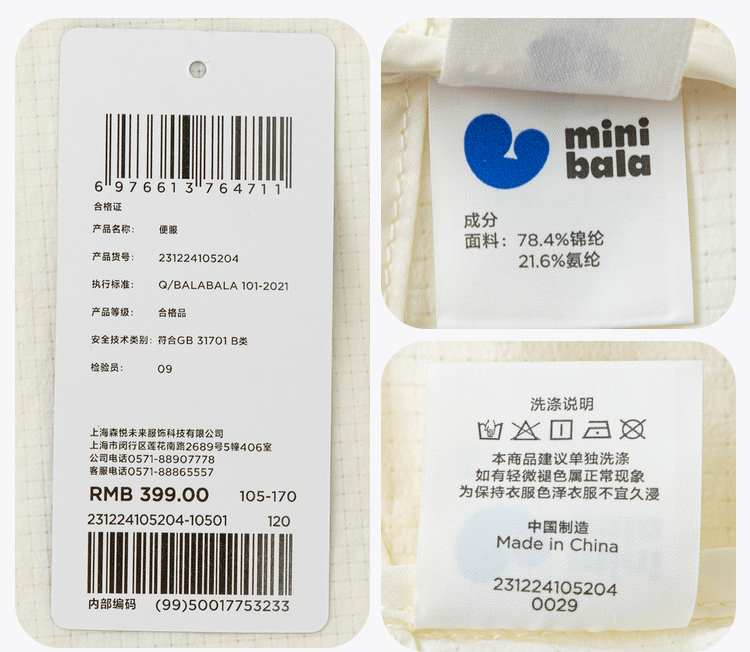 6 976613 764711
合格证
产品名称： 便服
产品货号： 231224105204
执行标准： Q/BALABALA 101-2021
产品等级： 合格品
安全技术类别：符合GB 31701 B类
检验员： 09
上海森悦未来服饰科技有限公司
上海市闵行区莲花南路2689号5幢406室
公司电话0571-88907778
客服电话0571-88865557
RMB 399.00 105-170
231224105204-10501 120
内部编码 (99)50017753233
mini
bala
成分
面料：78.4%锦纶
21.6%氨纶
洗涤说明
本商品建议单独洗涤
如有轻微褪色属正常现象
为保持衣服色泽衣服不宜久浸
中国制造
Made in China
231224105204
0029